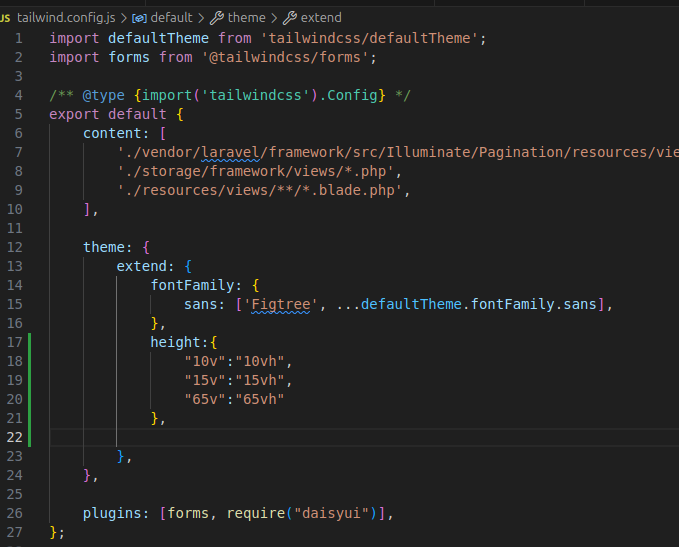 JS tailwind.config.js > default > theme > extend
1 import defaultTheme from 'tailwindcss/defaultTheme';
2 import forms from '@tailwindcss/forms';
3
4 /** @type {import('tailwindcss').Config} */
5 export default {
6 content: [
7 './vendor/laravel/framework/src/Illuminate/Pagination/resources/vie
8 './storage/framework/views/*.php',
9 './resources/views/**/*.blade.php',
10 ],
11
12 theme: {
13 extend: {
14 fontFamily: {
15 sans: ['Figtree', ...defaultTheme.fontFamily.sans],
16 },
17 height:{
18 "10v":"10vh",
19 "15v":"15vh",
20 "65v":"65vh"
21 },
22
23 },
24 },
25
26 plugins: [forms, require("daisyui")],
27 };